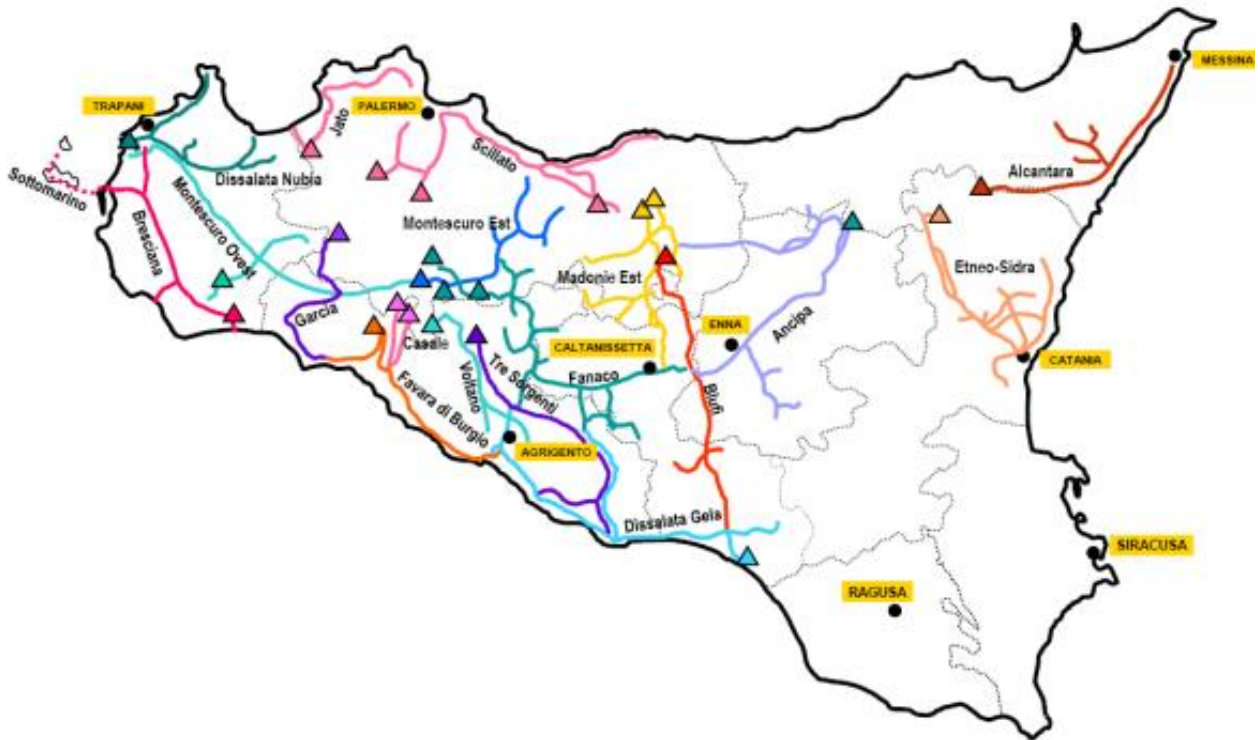 MESSINA
TRAPANI
PALERMO
Jato
Scillato
Alcantara
Dissalata Nubia
Sottomarino
Montescuro Ovest
Montescuro Est
Bresciana
Madonie Est
Etneo-Sidra
Garcia
Casale
ENNA
Ancipa
CALTANISSETTA
CATANIA
Voltano
Tre Sorgenti
Fanaco
Blufi
Favara di Burgio
AGRIGENTO
Dissalata Gela
SIRACUSA
RAGUSA